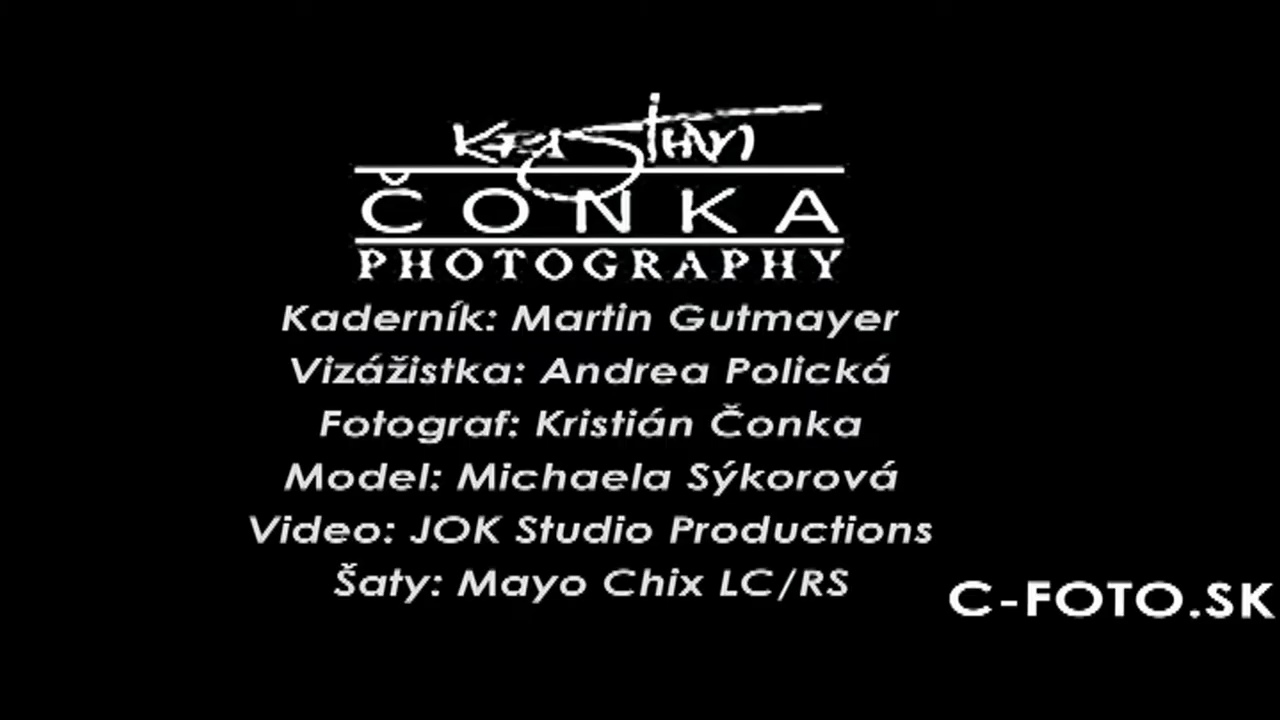 Kristián
ČONKA
PHOTOGRAPHY
Kaderník: Martin Gutmayer
Vizážistka: Andrea Polická
Fotograf: Kristián Čonka
Model: Michaela Sýkorová
Video: JOK Studio Productions
Šaty: Mayo Chix LC/RS
C-FOTO.SK